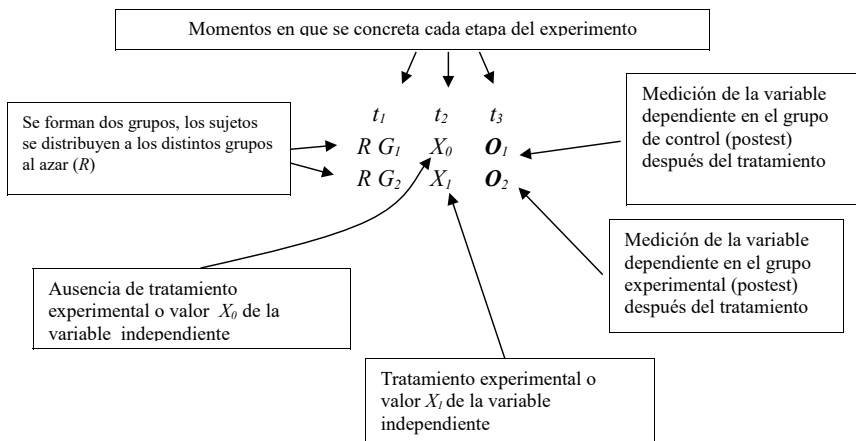 Momentos en que se concreta cada etapa del experimento
Se forman dos grupos, los sujetos
se distribuyen a los distintos grupos
al azar (R)
t₁ t₂ t₃
R G₁ X₀ O₁
R G₂ X₁ O₂
Medición de la variable
dependiente en el grupo
de control (postest)
después del tratamiento
Medición de la variable
dependiente en el grupo
experimental (postest)
después del tratamiento
Ausencia de tratamiento
experimental o valor X₀ de la
variable independiente
Tratamiento experimental o
valor X₁ de la variable
independiente